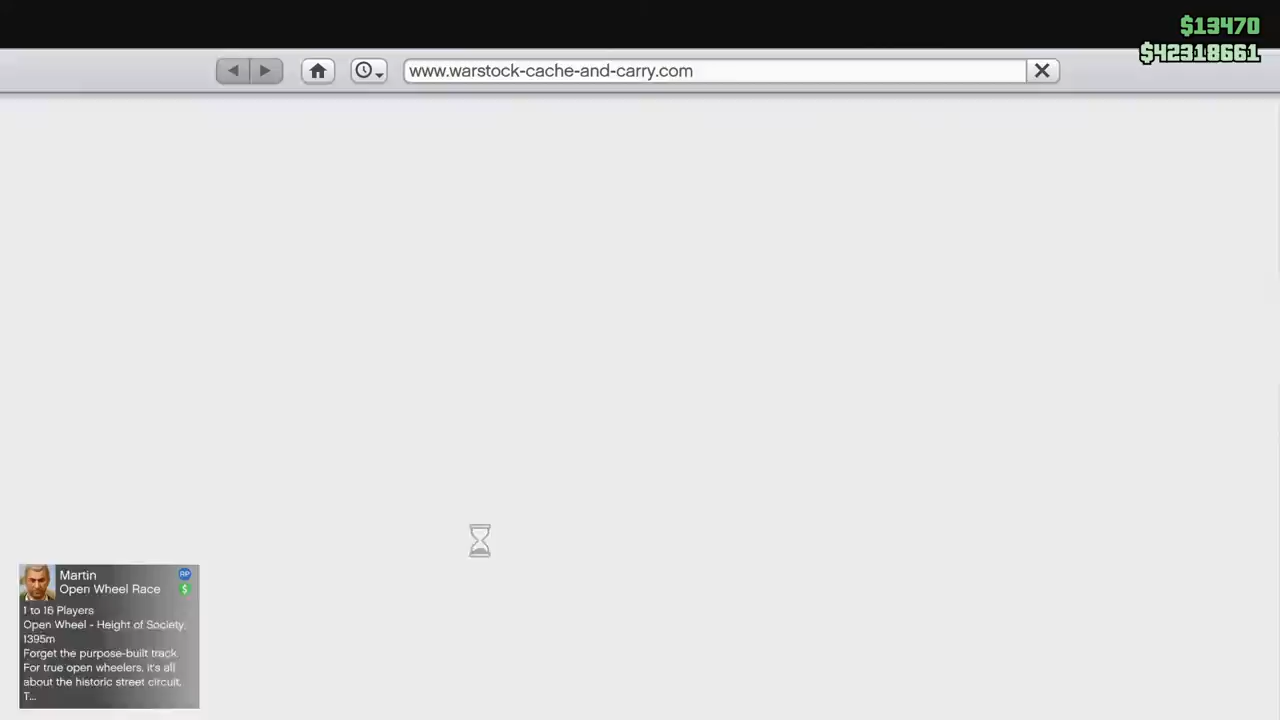 $13470
$42318661
www.warstock-cache-and-carry.com
Martin
RP
Open Wheel Race
$
1 to 16 Players
Open Wheel - Height of Society.
1395m
Forget the purpose-built track.
For true open wheelers, it's all
about the historic street circuit.
T...